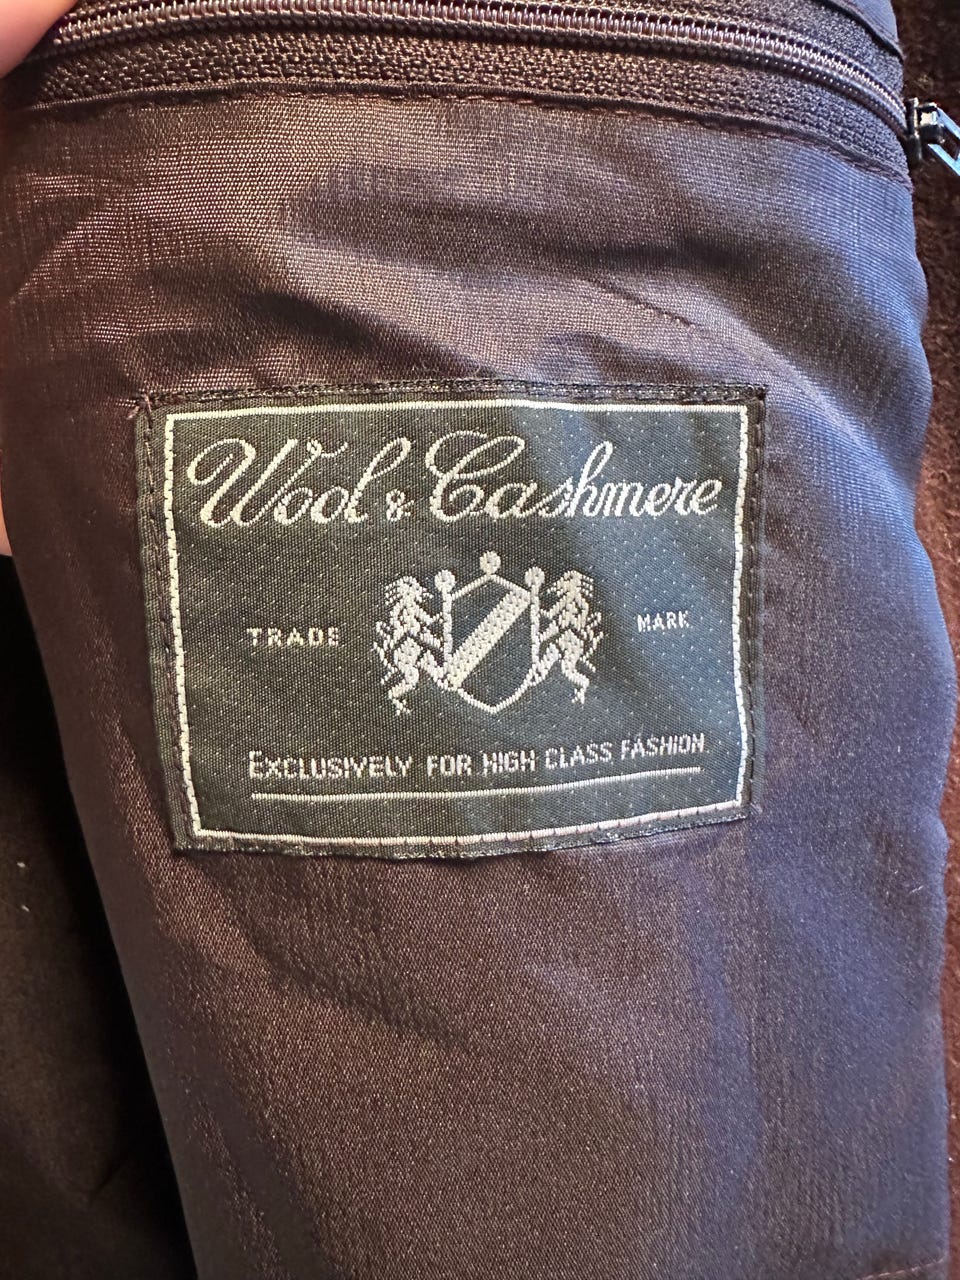 Wool & Cashmere
TRADE MARK
EXCLUSIVELY FOR HIGH CLASS FASHION